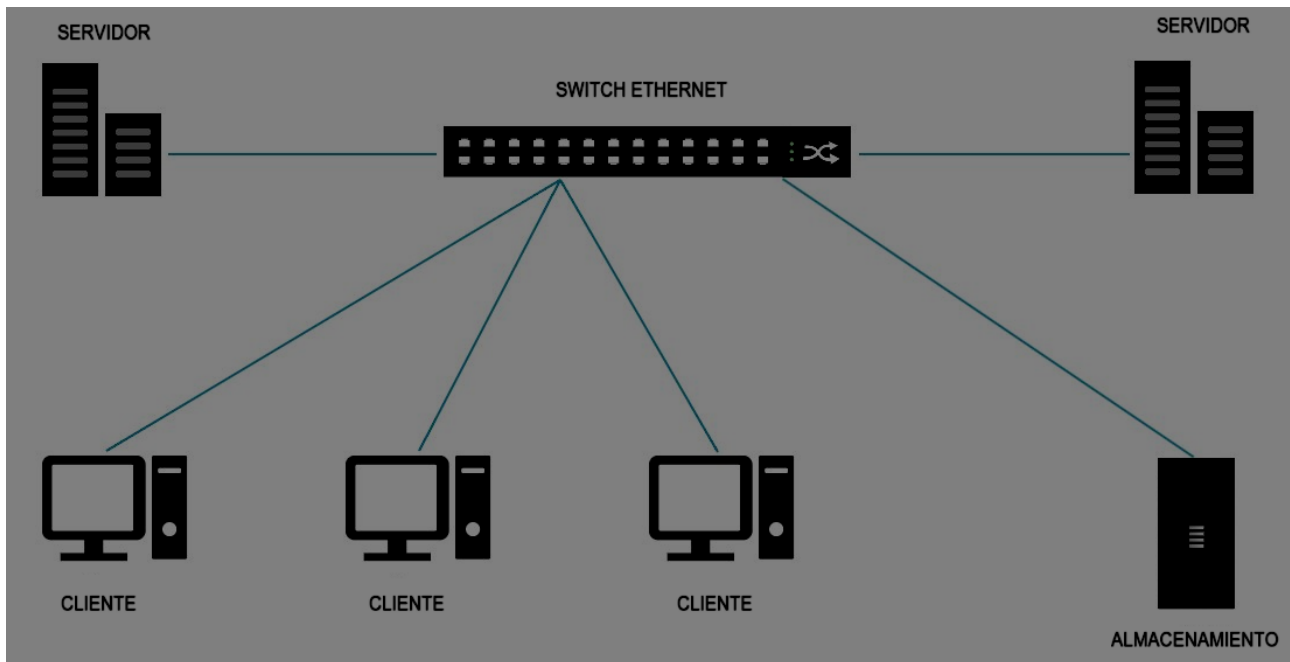 SERVIDOR
SERVIDOR
SWITCH ETHERNET
CLIENTE
CLIENTE
CLIENTE
ALMACENAMIENTO